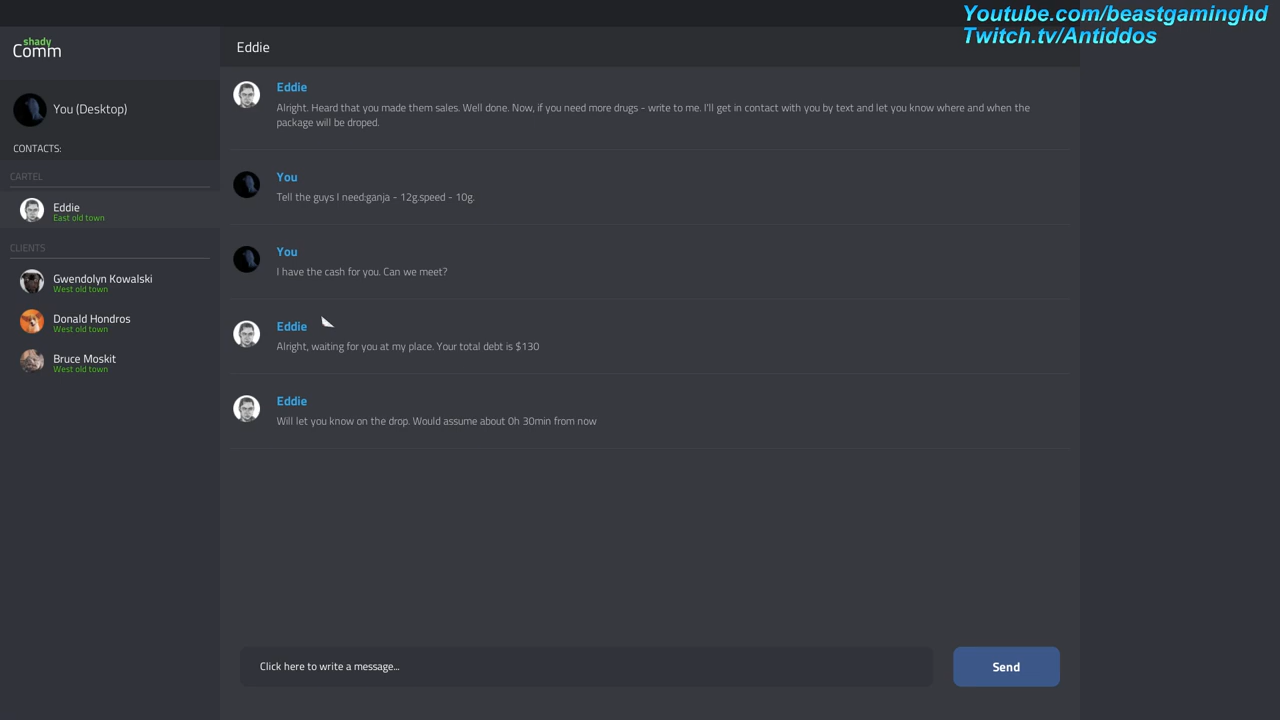 Youtube.com/beastgaminghd
Twitch.tv/Antiddos
shady
Comm
You (Desktop)
CONTACTS:
CARTEL
Eddie
East old town
CLIENTS
Gwendolyn Kowalski
West old town
Donald Hondros
West old town
Bruce Moskit
West old town
Eddie
Eddie
Alright. Heard that you made them sales. Well done. Now, if you need more drugs - write to me. I'll get in contact with you by text and let you know where and when the
package will be droped.
You
Tell the guys I need:ganja - 12g.speed - 10g.
You
I have the cash for you. Can we meet?
Eddie
Alright, waiting for you at my place. Your total debt is $130
Eddie
Will let you know on the drop. Would assume about 0h 30min from now
Click here to write a message...
Send